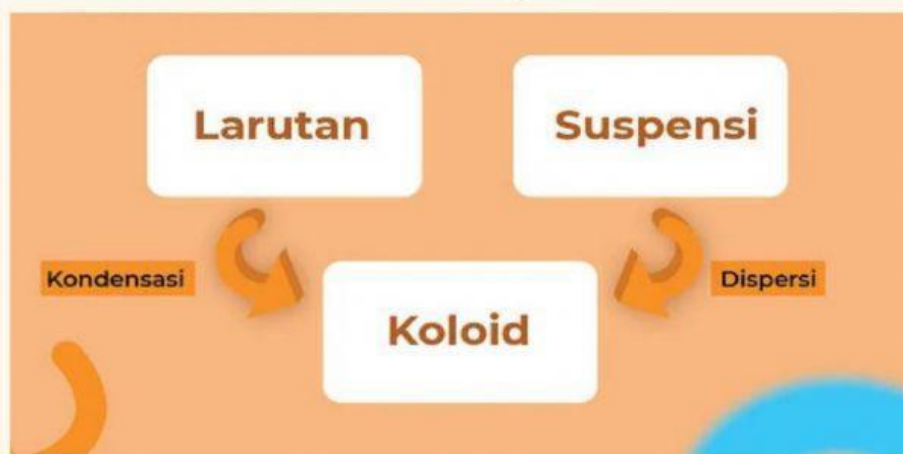 Larutan
Suspensi
Kondensasi
Dispersi
Koloid